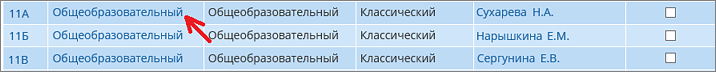 11А Общеобразовательный Общеобразовательный Классический Сухарева Н.А.
11Б Общеобразовательный Общеобразовательный Классический Нарышкина Е.М.
11В Общеобразовательный Общеобразовательный Классический Сергунина Е.В.